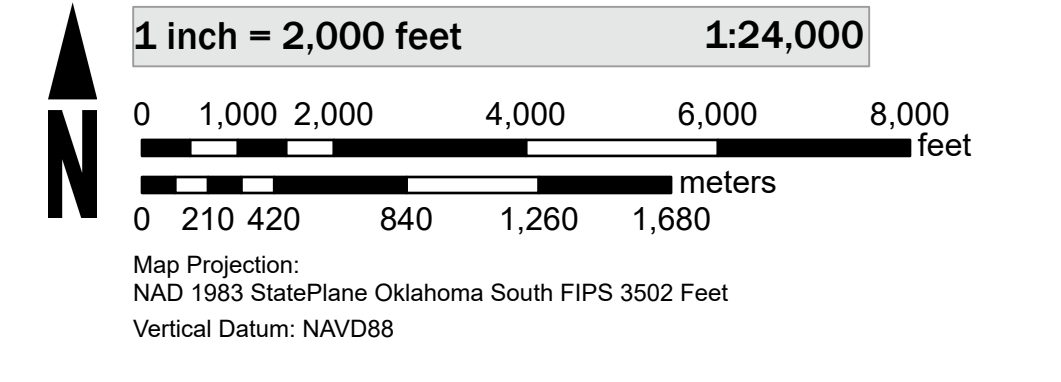 N
1 inch = 2,000 feet 1:24,000
0 1,000 2,000 4,000 6,000 8,000
feet
meters
0 210 420 840 1,260 1,680
Map Projection:
NAD 1983 StatePlane Oklahoma South FIPS 3502 Feet
Vertical Datum: NAVD88